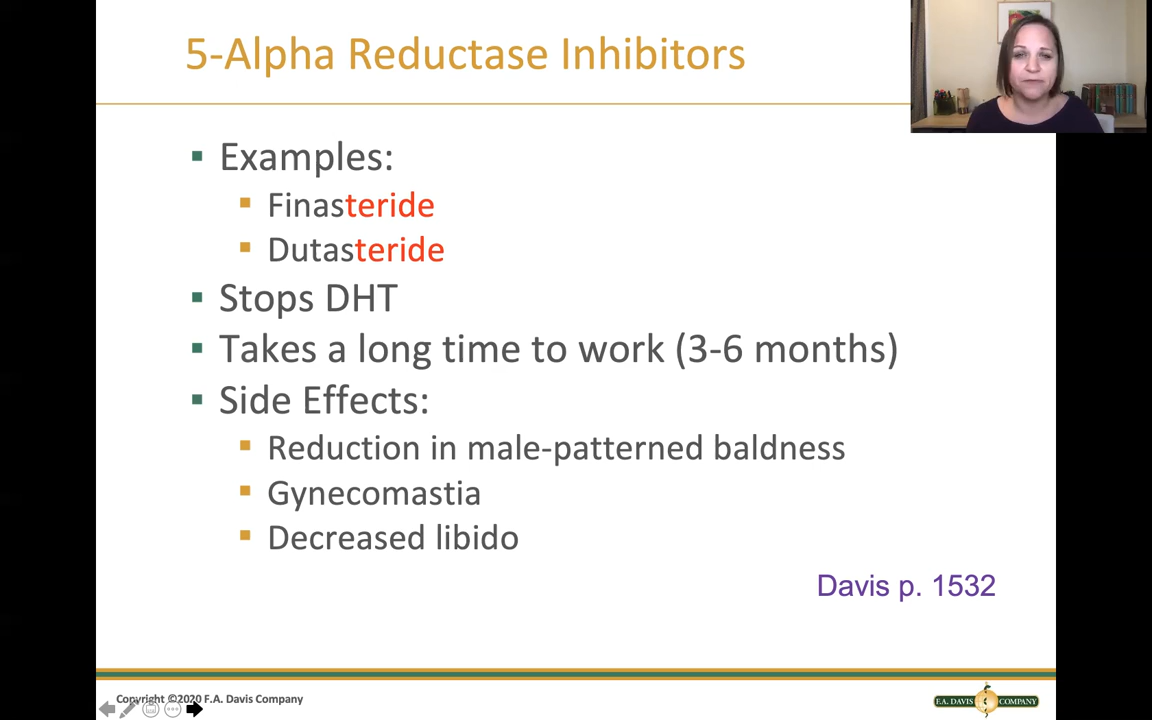 5-Alpha Reductase Inhibitors
Examples:
Finasteride
Dutasteride
Stops DHT
Takes a long time to work (3-6 months)
Side Effects:
Reduction in male-patterned baldness
Gynecomastia
Decreased libido
Davis p. 1532
Copyright ©2020 F.A. Davis Company
F.A. DAVIS COMPANY